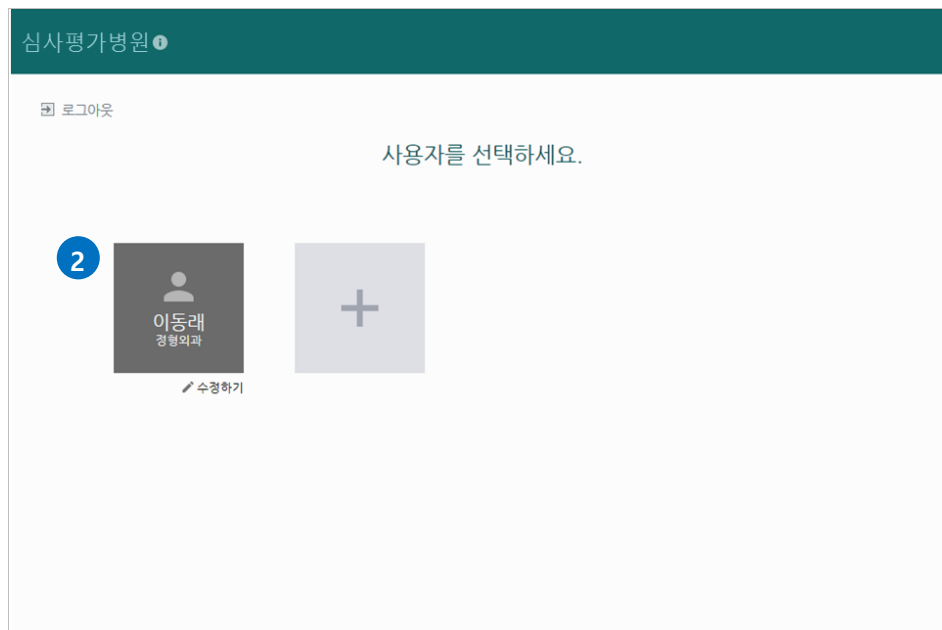 심사평가병원
로그아웃
사용자를 선택하세요.
2
이동래
경형외과
수정하기